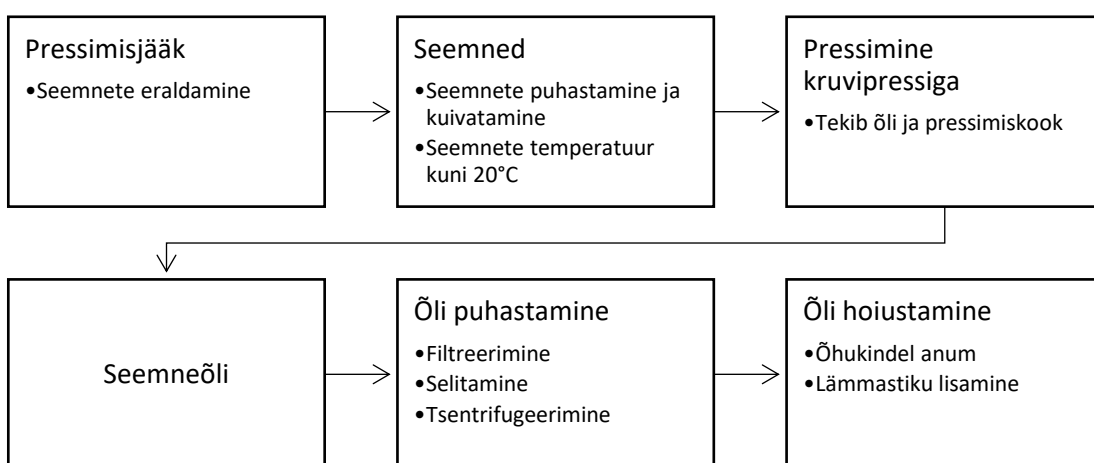 Pressimisjääk
•Seemnete eraldamine
Seemned
•Seemnete puhastamine ja
kuivatamine
•Seemnete temperatuur
kuni 20°C
Pressimine
kruvipressiga
•Tekib õli ja pressimiskook
Seemneõli
Õli puhastamine
•Filtreerimine
•Selitamine
•Tsentrifugeerimine
Õli hoiustamine
•Õhukindel anum
•Lämmastiku lisamine